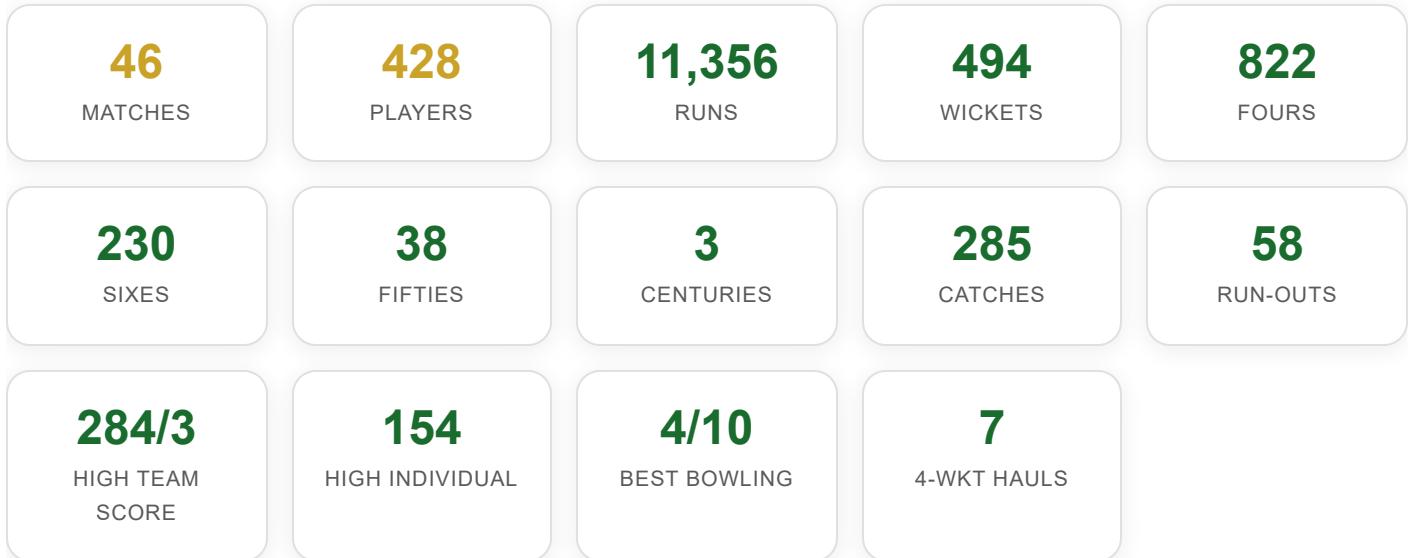 46
MATCHES
428
PLAYERS
11,356
RUNS
494
WICKETS
822
FOURS
230
SIXES
38
FIFTIES
3
CENTURIES
285
CATCHES
58
RUN-OUTS
284/3
HIGH TEAM
SCORE
154
HIGH INDIVIDUAL
4/10
BEST BOWLING
7
4-WKT HAULS